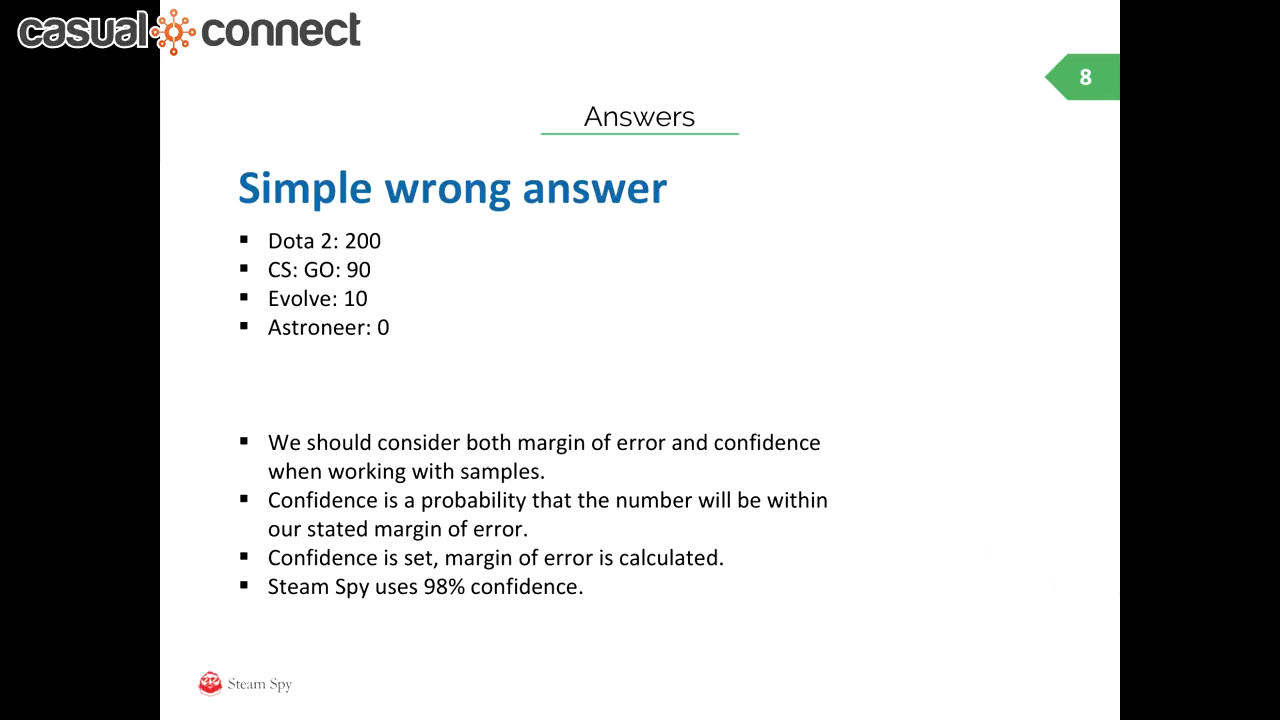 casual connect
8
Answers
Simple wrong answer
▪ Dota 2: 200
▪ CS: GO: 90
▪ Evolve: 10
▪ Astroneer: 0
▪ We should consider both margin of error and confidence
when working with samples.
▪ Confidence is a probability that the number will be within
our stated margin of error.
▪ Confidence is set, margin of error is calculated.
▪ Steam Spy uses 98% confidence.
Steam Spy